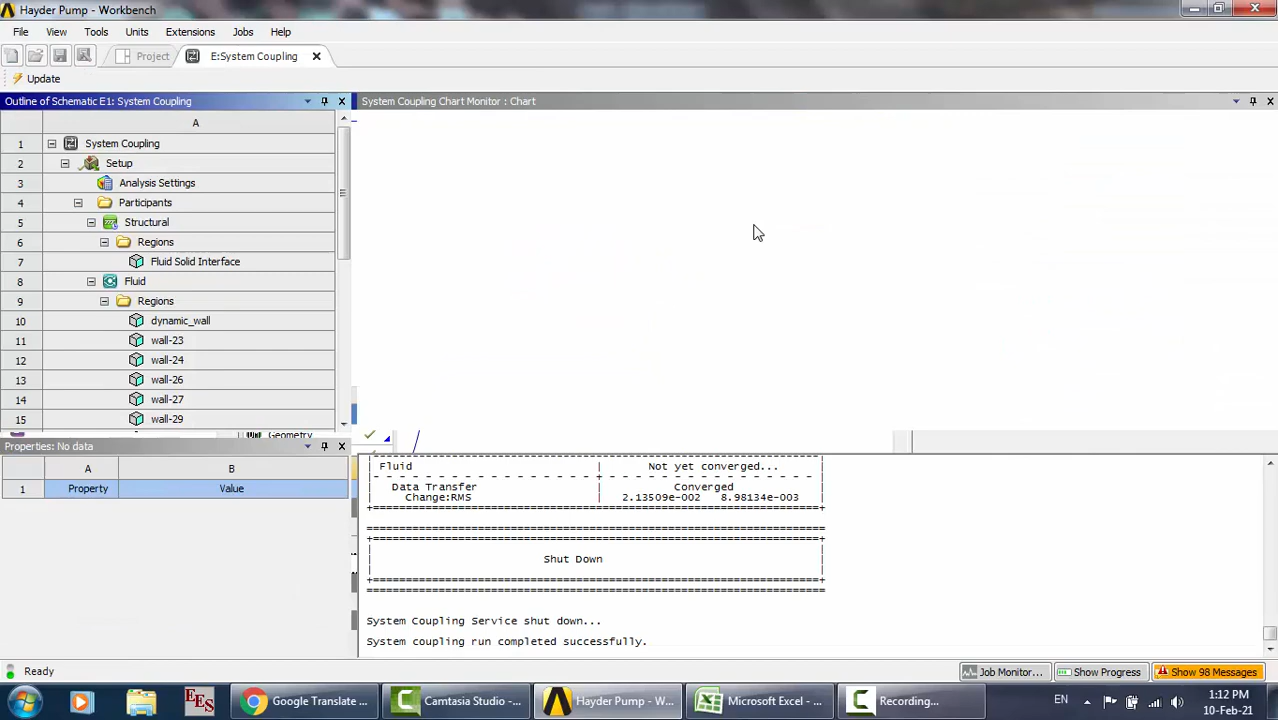 Hayder Pump - Workbench
File View Tools Units Extensions Jobs Help
Project E:System Coupling
Update
Outline of Schematic E1: System Coupling
System Coupling Chart Monitor : Chart
A
1 System Coupling
2 Setup
3 Analysis Settings
4 Participants
5 Structural
6 Regions
7 Fluid Solid Interface
8 Fluid
9 Regions
10 dynamic_wall
11 wall-23
12 wall-24
13 wall-26
14 wall-27
15 wall-29
Geometry
Properties: No data
A B
1 Property Value
Fluid | Not yet converged...
Data Transfer | Converged
Change:RMS | 2.13509e-002 8.98134e-003
Shut Down
System Coupling Service shut down...
System coupling run completed successfully.
Ready
Job Monitor... Show Progress Show 98 Messages
EES Google Translate ... Camtasia Studio -... Hayder Pump - W... Microsoft Excel - ... Recording... EN
1:12 PM
10-Feb-21